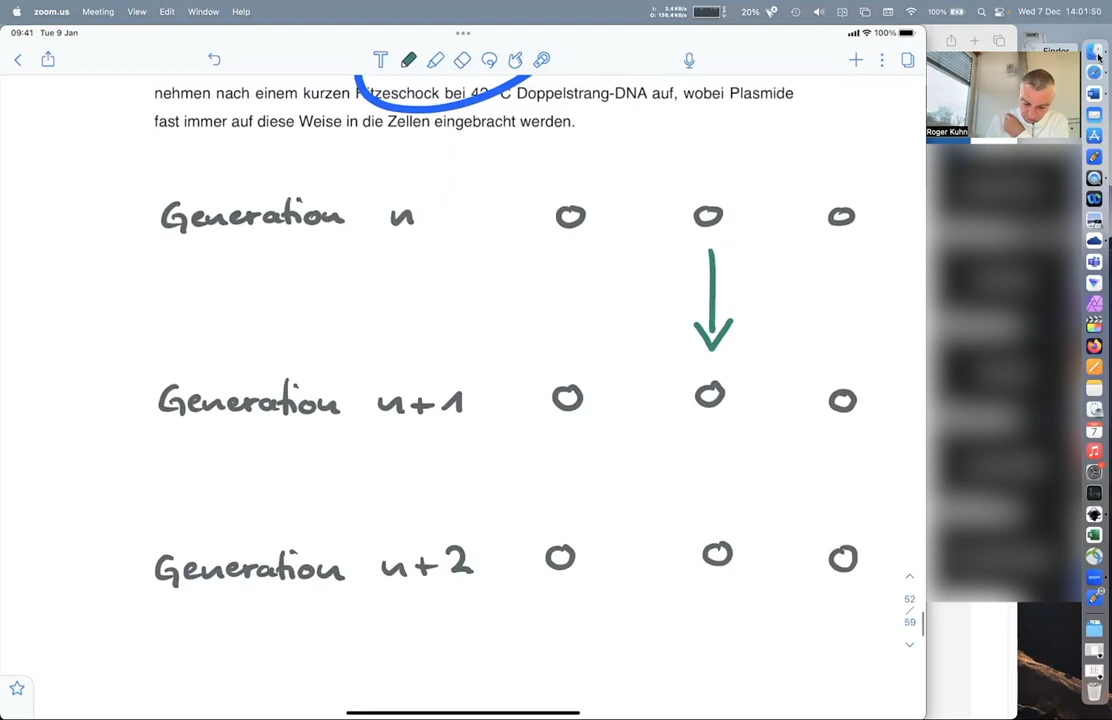 zoom.us Meeting View Edit Window Help
20% 100% Wed 7 Dec 14:01:50
09:41 Tue 9 Jan
100%
Finder
nehmen nach einem kurzen Hitzeschock bei 42 °C Doppelstrang-DNA auf, wobei Plasmide
fast immer auf diese Weise in die Zellen eingebracht werden.
Roger Kuhn
Generation n
Generation n+1
Generation n+2
52
59